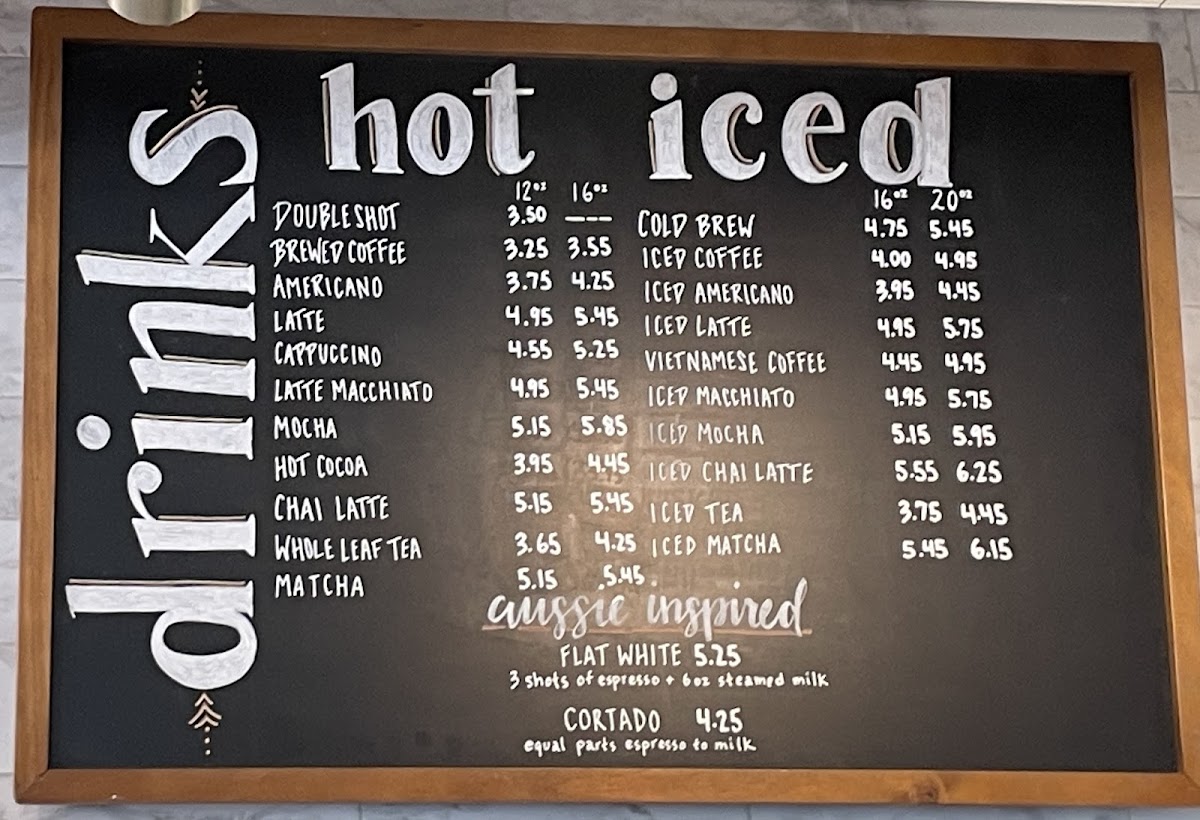 drinks
hot
12oz 16oz
DOUBLESHOT 3.50 ---
BREWED COFFEE 3.25 3.55
AMERICANO 3.75 4.25
LATTE 4.95 5.45
CAPPUCCINO 4.55 5.25
LATTE MACCHIATO 4.95 5.45
MOCHA 5.15 5.85
HOT COCOA 3.95 4.45
CHAI LATTE 5.15 5.45
WHOLE LEAF TEA 3.65 4.25
MATCHA 5.15 5.45
iced
16oz 20oz
COLD BREW 4.75 5.45
ICED COFFEE 4.00 4.95
ICED AMERICANO 3.95 4.45
ICED LATTE 4.95 5.75
VIETNAMESE COFFEE 4.45 4.95
ICED MACCHIATO 4.95 5.75
ICED MOCHA 5.15 5.95
ICED CHAI LATTE 5.55 6.25
ICED TEA 3.75 4.45
ICED MATCHA 5.45 6.15
aussie inspired
FLAT WHITE 5.25
3 shots of espresso + 6oz steamed milk
CORTADO 4.25
equal parts espresso to milk